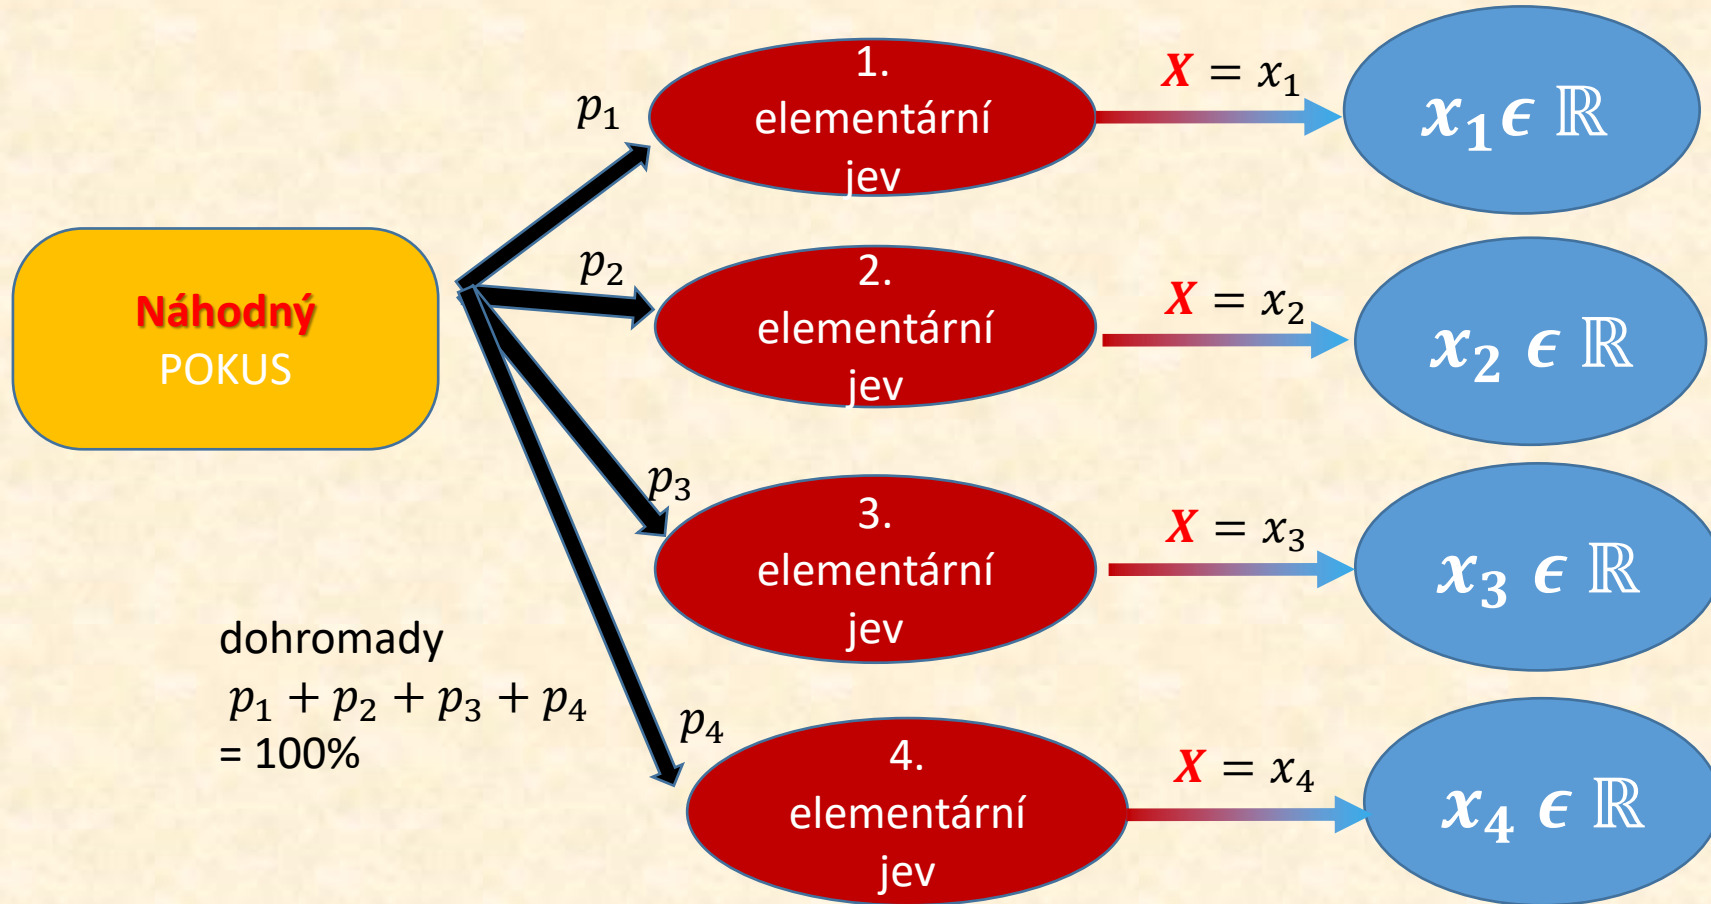 Náhodný
POKUS
p₁
1.
elementární
jev
X = x₁
x₁ ϵ ℝ
p₂
2.
elementární
jev
X = x₂
x₂ ϵ ℝ
p₃
3.
elementární
jev
X = x₃
x₃ ϵ ℝ
p₄
4.
elementární
jev
X = x₄
x₄ ϵ ℝ
dohromady
p₁ + p₂ + p₃ + p₄
= 100%